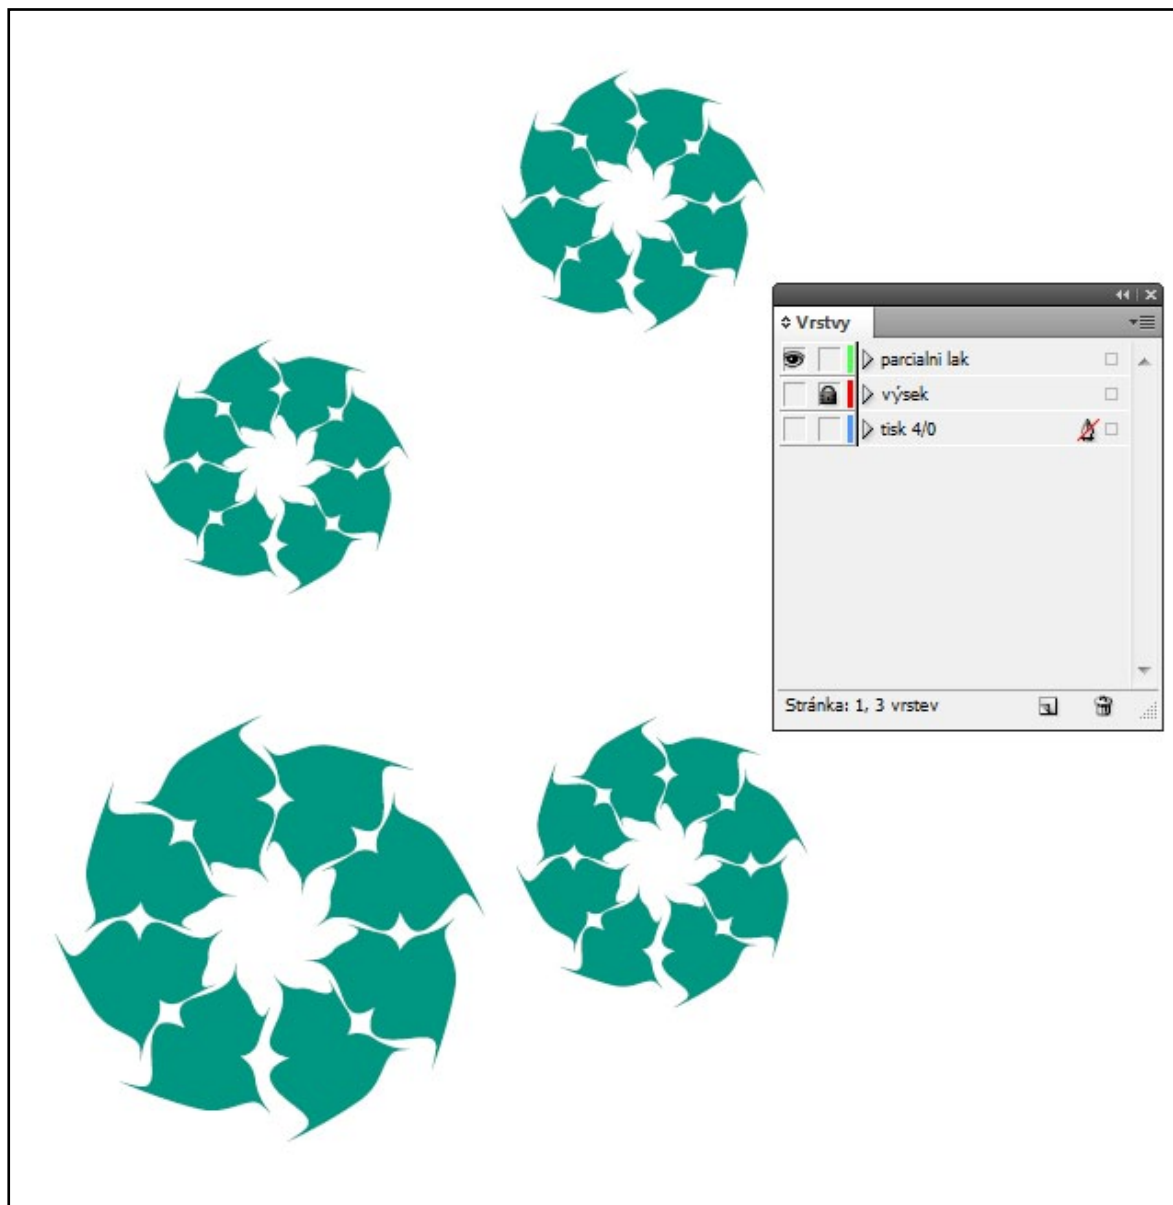 Vrstvy
parcialni lak
výsek
tisk 4/0
Stránka: 1, 3 vrstev